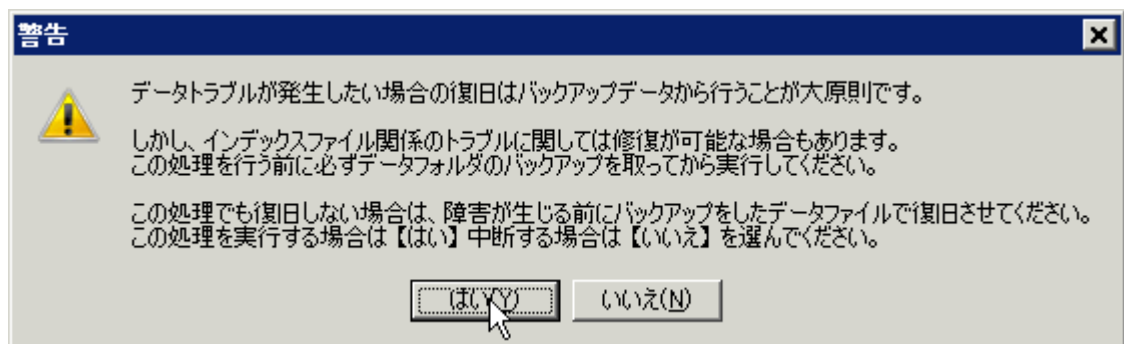 警告
データトラブルが発生したい場合の復旧はバックアップデータから行うことが大原則です。
しかし、インデックスファイル関係のトラブルに関しては修復が可能な場合もあります。
この処理を行う前に必ずデータフォルダのバックアップを取ってから実行してください。
この処理でも復旧しない場合は、障害が生じる前にバックアップをしたデータファイルで復旧させてください。
この処理を実行する場合は【はい】中断する場合は【いいえ】を選んでください。
はい(Y)
いいえ(N)